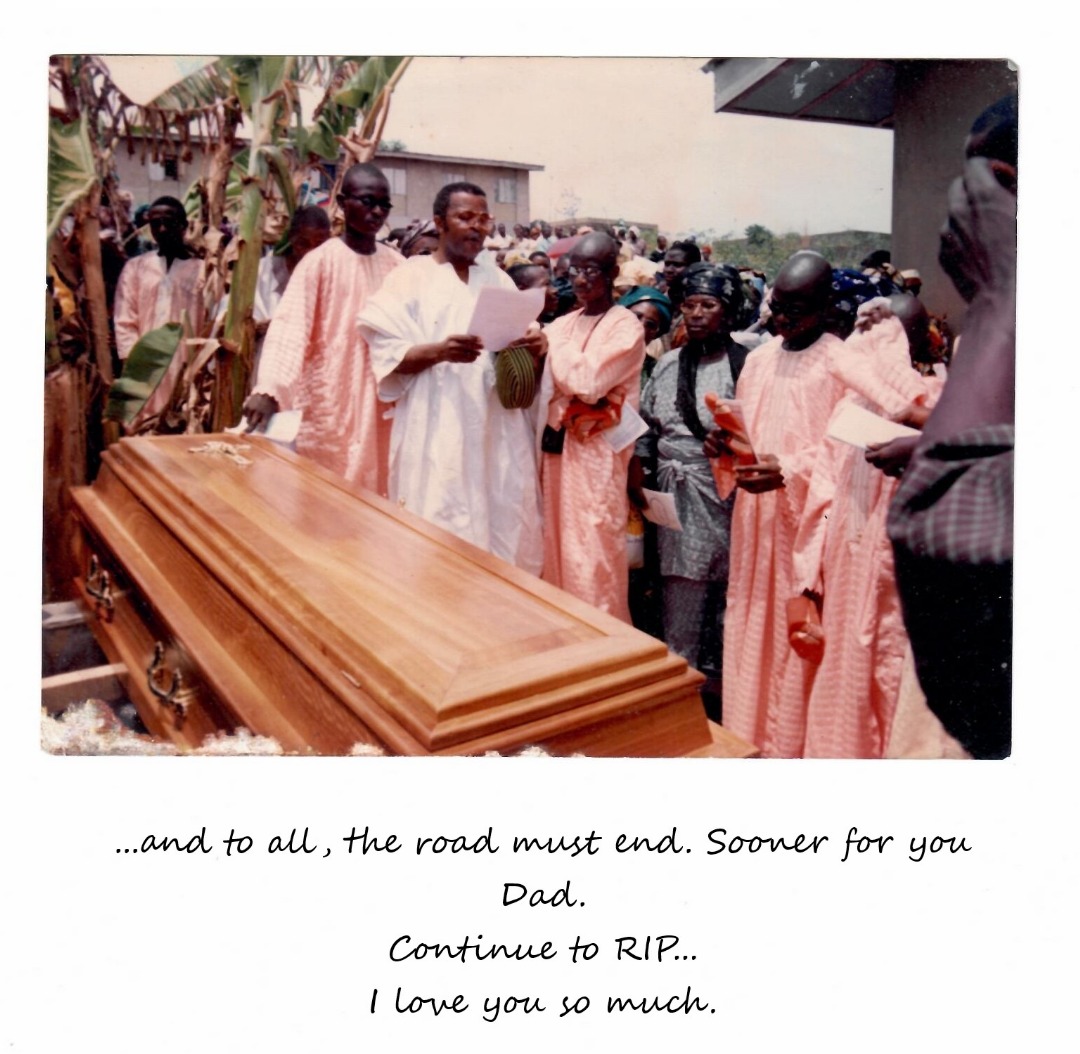 ...and to all, the road must end. Sooner for you
Dad.
Continue to RIP...
I love you so much.